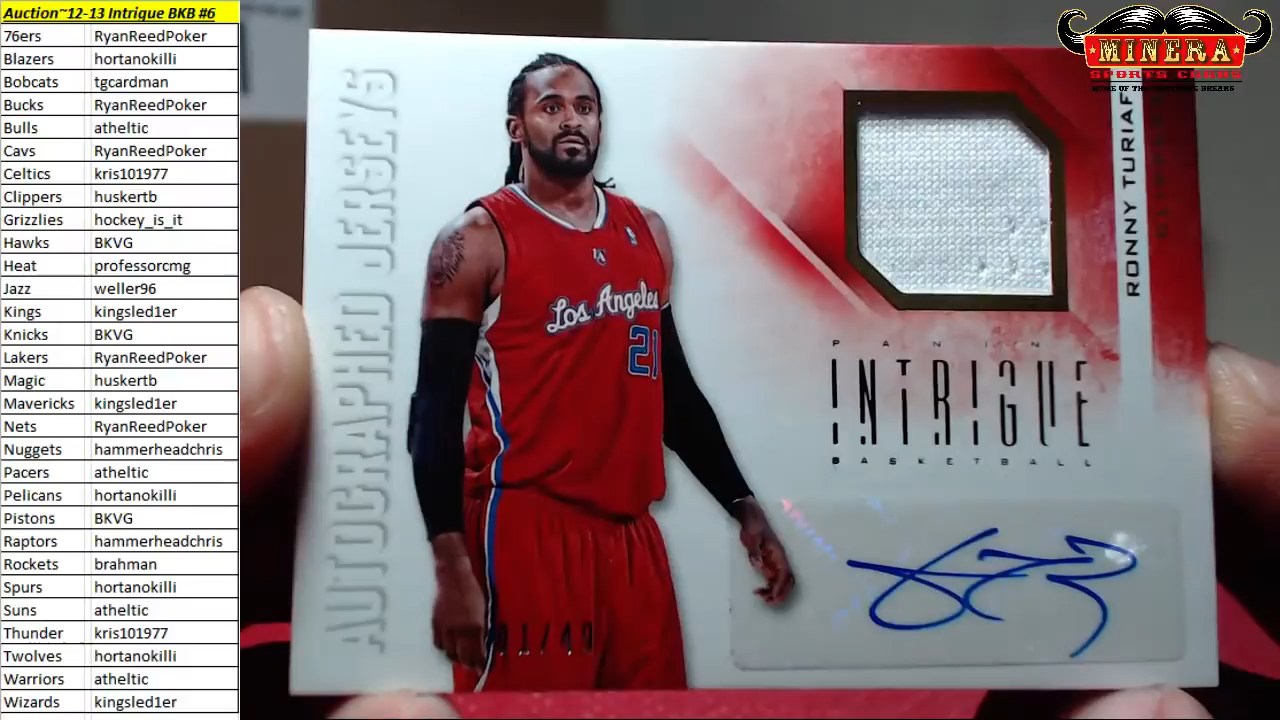 Auction~12-13 Intrigue BKB #6
76ers RyanReedPoker
Blazers hortanokilli
Bobcats tgcardman
Bucks RyanReedPoker
Bulls atheltic
Cavs RyanReedPoker
Celtics kris101977
Clippers huskertb
Grizzlies hockey_is_it
Hawks BKVG
Heat professorcmg
Jazz weller96
Kings kingsled1er
Knicks BKVG
Lakers RyanReedPoker
Magic huskertb
Mavericks kingsled1er
Nets RyanReedPoker
Nuggets hammerheadchris
Pacers atheltic
Pelicans hortanokilli
Pistons BKVG
Raptors hammerheadchris
Rockets brahman
Spurs hortanokilli
Suns atheltic
Thunder kris101977
Twolves hortanokilli
Warriors atheltic
Wizards kingsled1er
AUTOGRAPHED JERSEYS
Los Angeles
21
RONNY TURIAF
PANINI
INTRIGUE
BASKETBALL
MINERA
SPORTS CARDS